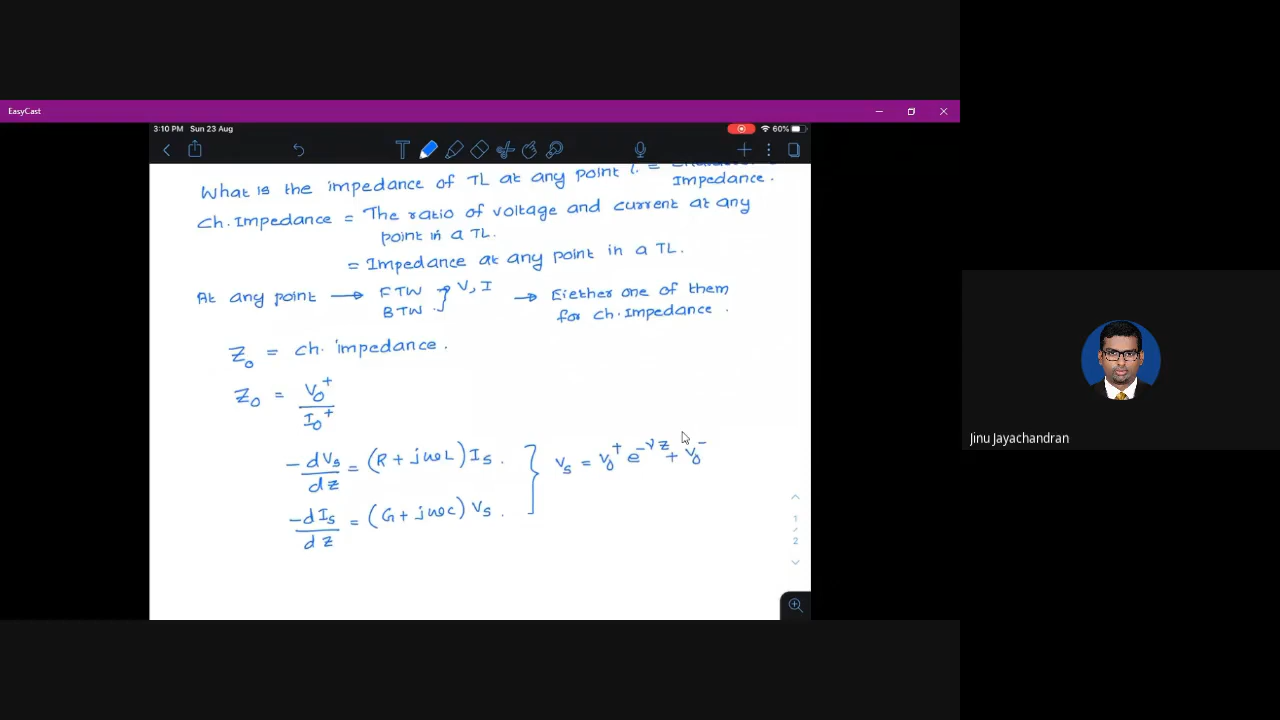 EasyCast
3:10 PM Sun 23 Aug
60%
What is the impedance of TL at any point ? =
Impedance.
Ch. Impedance = The ratio of voltage and current at any
point in a TL.
= Impedance at any point in a TL.
At any point → FTW } V, I → Eiether one of them
BTW for Ch. Impedance.
Z₀ = Ch. impedance.
Z₀ = V₀⁺ / I₀⁺
-dVₛ/dz = (R + jωL) Iₛ. } Vₛ = V₀⁺ e^(-γz) + V₀⁻
-dIₛ/dz = (G + jωC) Vₛ.
1
2
Jinu Jayachandran